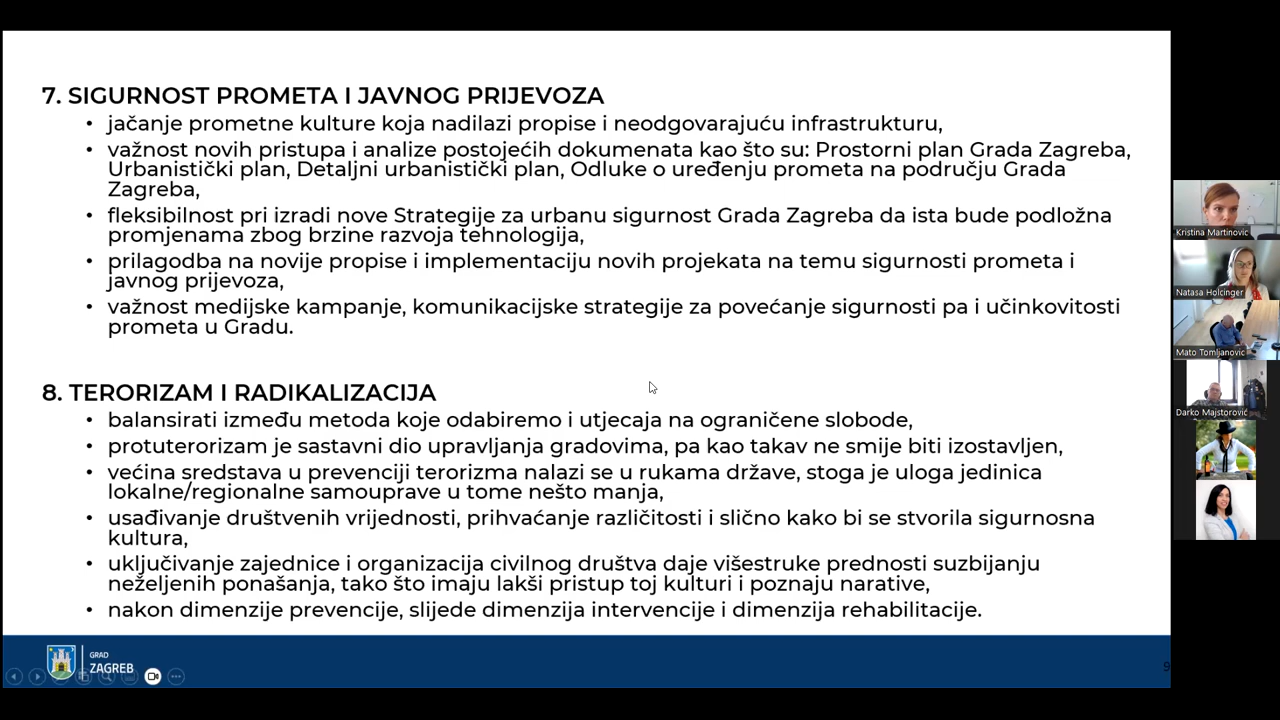 7. SIGURNOST PROMETA I JAVNOG PRIJEVOZA
• jačanje prometne kulture koja nadilazi propise i neodgovarajuću infrastrukturu,
• važnost novih pristupa i analize postojećih dokumenata kao što su: Prostorni plan Grada Zagreba,
Urbanistički plan, Detaljni urbanistički plan, Odluke o uređenju prometa na području Grada
Zagreba,
• fleksibilnost pri izradi nove Strategije za urbanu sigurnost Grada Zagreba da ista bude podložna
promjenama zbog brzine razvoja tehnologija,
• prilagodba na novije propise i implementaciju novih projekata na temu sigurnosti prometa i
javnog prijevoza,
• važnost medijske kampanje, komunikacijske strategije za povećanje sigurnosti pa i učinkovitosti
prometa u Gradu.
8. TERORIZAM I RADIKALIZACIJA
• balansirati između metoda koje odabiremo i utjecaja na ograničene slobode,
• protuterorizam je sastavni dio upravljanja gradovima, pa kao takav ne smije biti izostavljen,
• većina sredstava u prevenciji terorizma nalazi se u rukama države, stoga je uloga jedinica
lokalne/regionalne samouprave u tome nešto manja,
• usađivanje društvenih vrijednosti, prihvaćanje različitosti i slično kako bi se stvorila sigurnosna
kultura,
• uključivanje zajednice i organizacija civilnog društva daje višestruke prednosti suzbijanju
neželjenih ponašanja, tako što imaju lakši pristup toj kulturi i poznaju narative,
• nakon dimenzije prevencije, slijede dimenzija intervencije i dimenzija rehabilitacije.
GRAD
ZAGREB
9
Kristina Martinovic
Natasa Holcinger
Mato Tomljanovic
Darko Majstorović